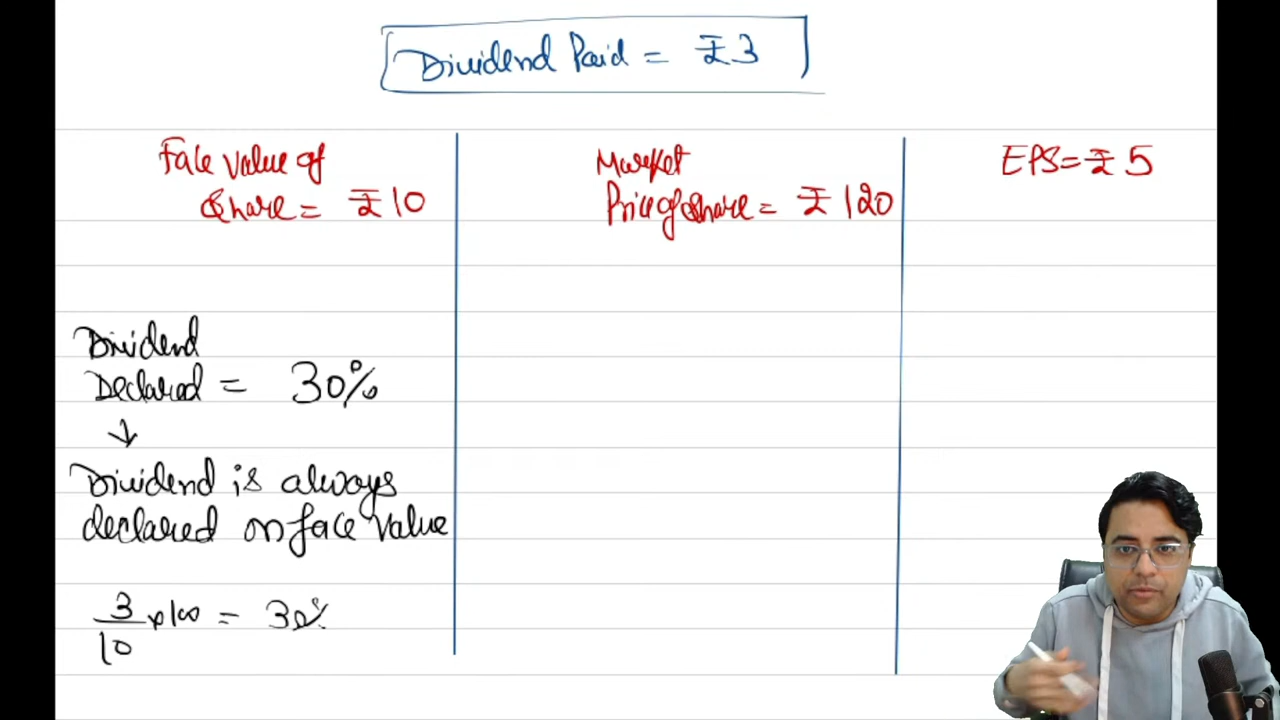 Dividend Paid = ₹3
Face Value of
Share = ₹10
Market
Price of Share = ₹120
EPS = ₹5
Dividend
Declared = 30%
↓
Dividend is always
declared on face value
3/10 x100 = 30%